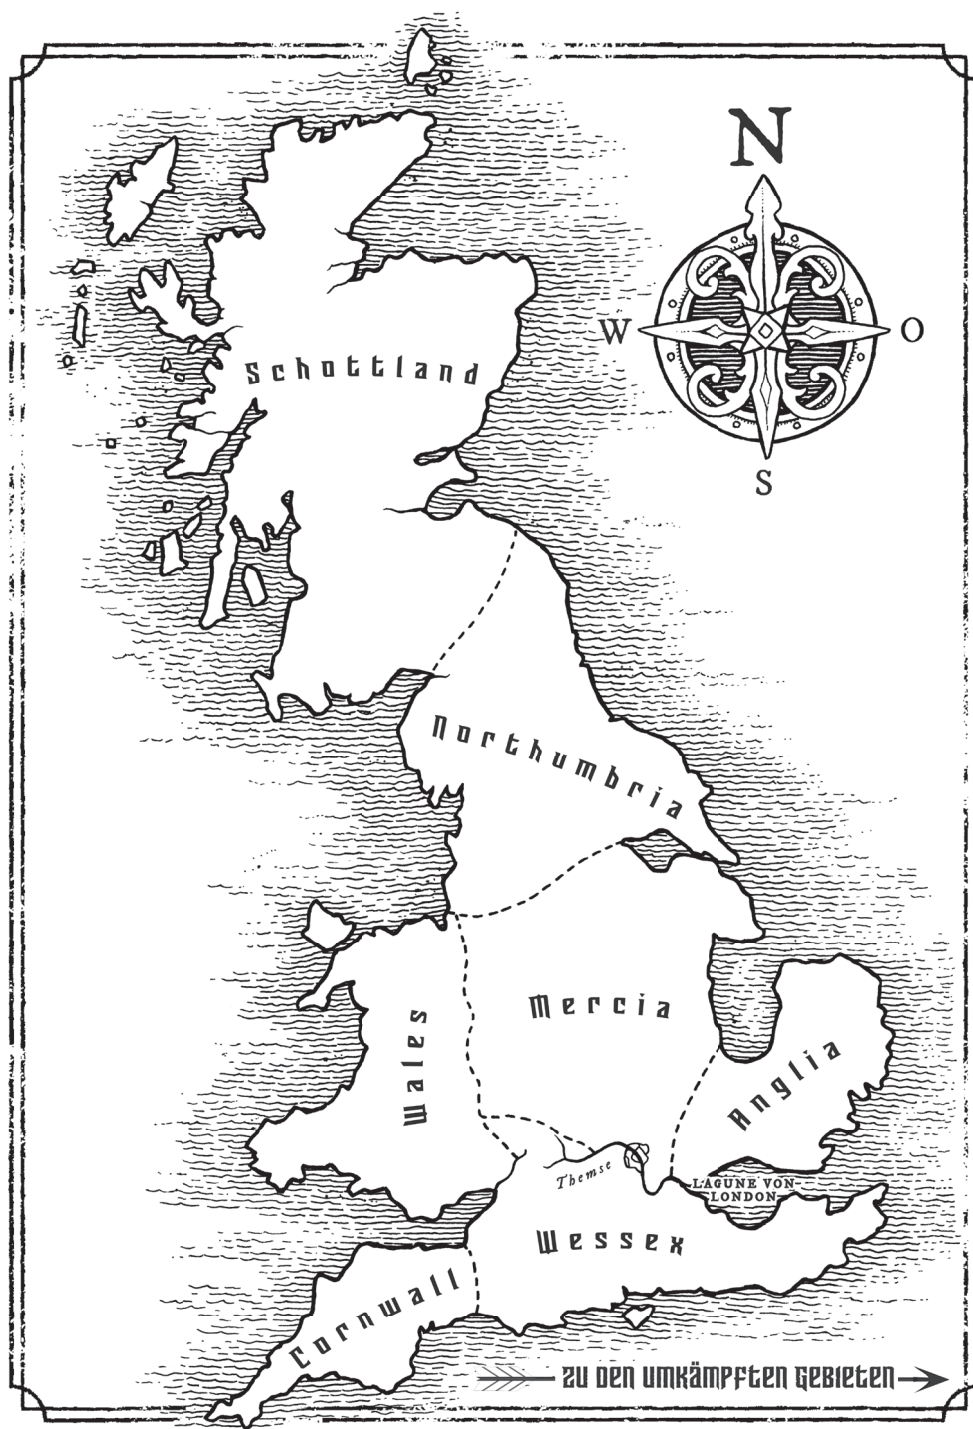 N
W
O
S
Schottland
Northumbria
Mercia
Wales
Anglia
Themse
LAGUNE VON
LONDON
Wessex
Cornwall
ZU DEN UMKÄMPFTEN GEBIETEN